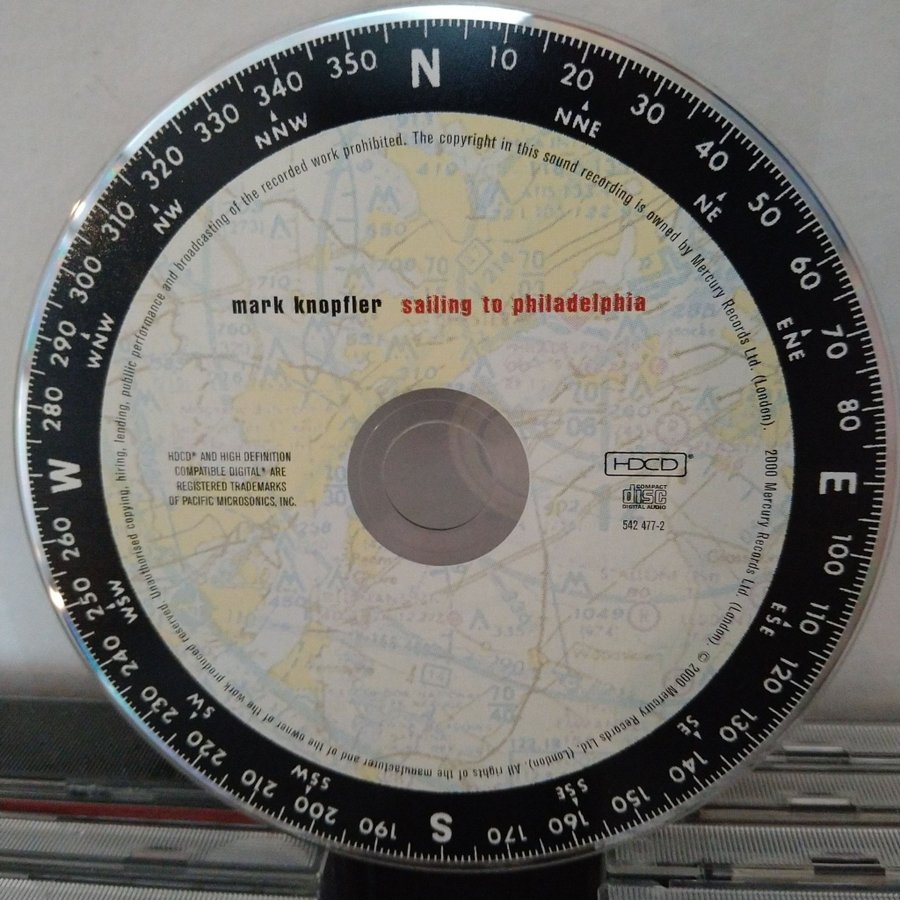 N
10
20
NNE
30
40
NE
50
60
ENE
70
80
E
100
110
ESE
120
130
SE
140
150
SSE
160
170
S
190
200
SSW
210
220
SW
230
240
WSW
250
260
W
280
290
WNW
300
310
NW
320
330
NNW
340
350
mark knopfler sailing to philadelphia
HDCD® AND HIGH DEFINITION
COMPATIBLE DIGITAL® ARE
REGISTERED TRADEMARKS
OF PACIFIC MICROSONICS, INC.
HDCD®
COMPACT
disc
DIGITAL AUDIO
542 477-2
The copyright in this sound recording is owned by Mercury Records Ltd. (London). 2000 Mercury Records Ltd. (London) © 2000 Mercury Records Ltd. (London). All rights of the manufacturer and of the owner of the work produced reserved. Unauthorised copying, hiring, lending, public performance and broadcasting of the recorded work prohibited.